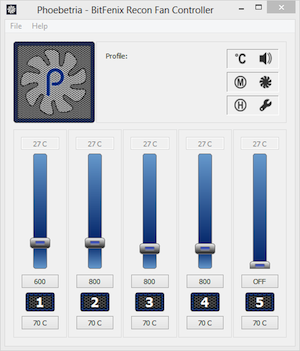 Phoebetria - BitFenix Recon Fan Controller
File Help
Profile:
°C
M
H
P
27 C 27 C 27 C 27 C 27 C
600 800 800 800 OFF
1 2 3 4 5
70 C 70 C 70 C 70 C 70 C